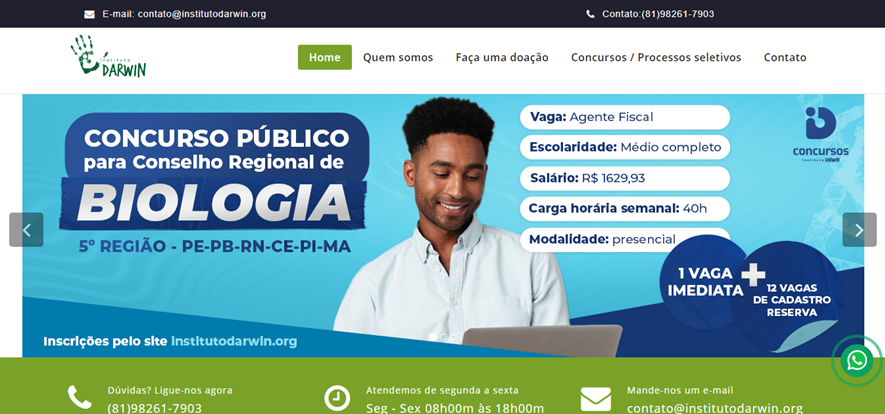 E-mail: contato@institutodarwin.org
Contato:(81)98261-7903
instituto
DARWIN
Home
Quem somos
Faça uma doação
Concursos / Processos seletivos
Contato
CONCURSO PÚBLICO
para Conselho Regional de
BIOLOGIA
5º REGIÃO - PE-PB-RN-CE-PI-MA
Inscrições pelo site institutodarwin.org
Vaga: Agente Fiscal
Escolaridade: Médio completo
Salário: R$ 1629,93
Carga horária semanal: 40h
Modalidade: presencial
concursos
INSTITUTO DARWIN
1 VAGA
IMEDIATA
+
12 VAGAS
DE CADASTRO
RESERVA
Dúvidas? Ligue-nos agora
(81)98261-7903
Atendemos de segunda a sexta
Seg - Sex 08h00m às 18h00m
Mande-nos um e-mail
contato@institutodarwin.org